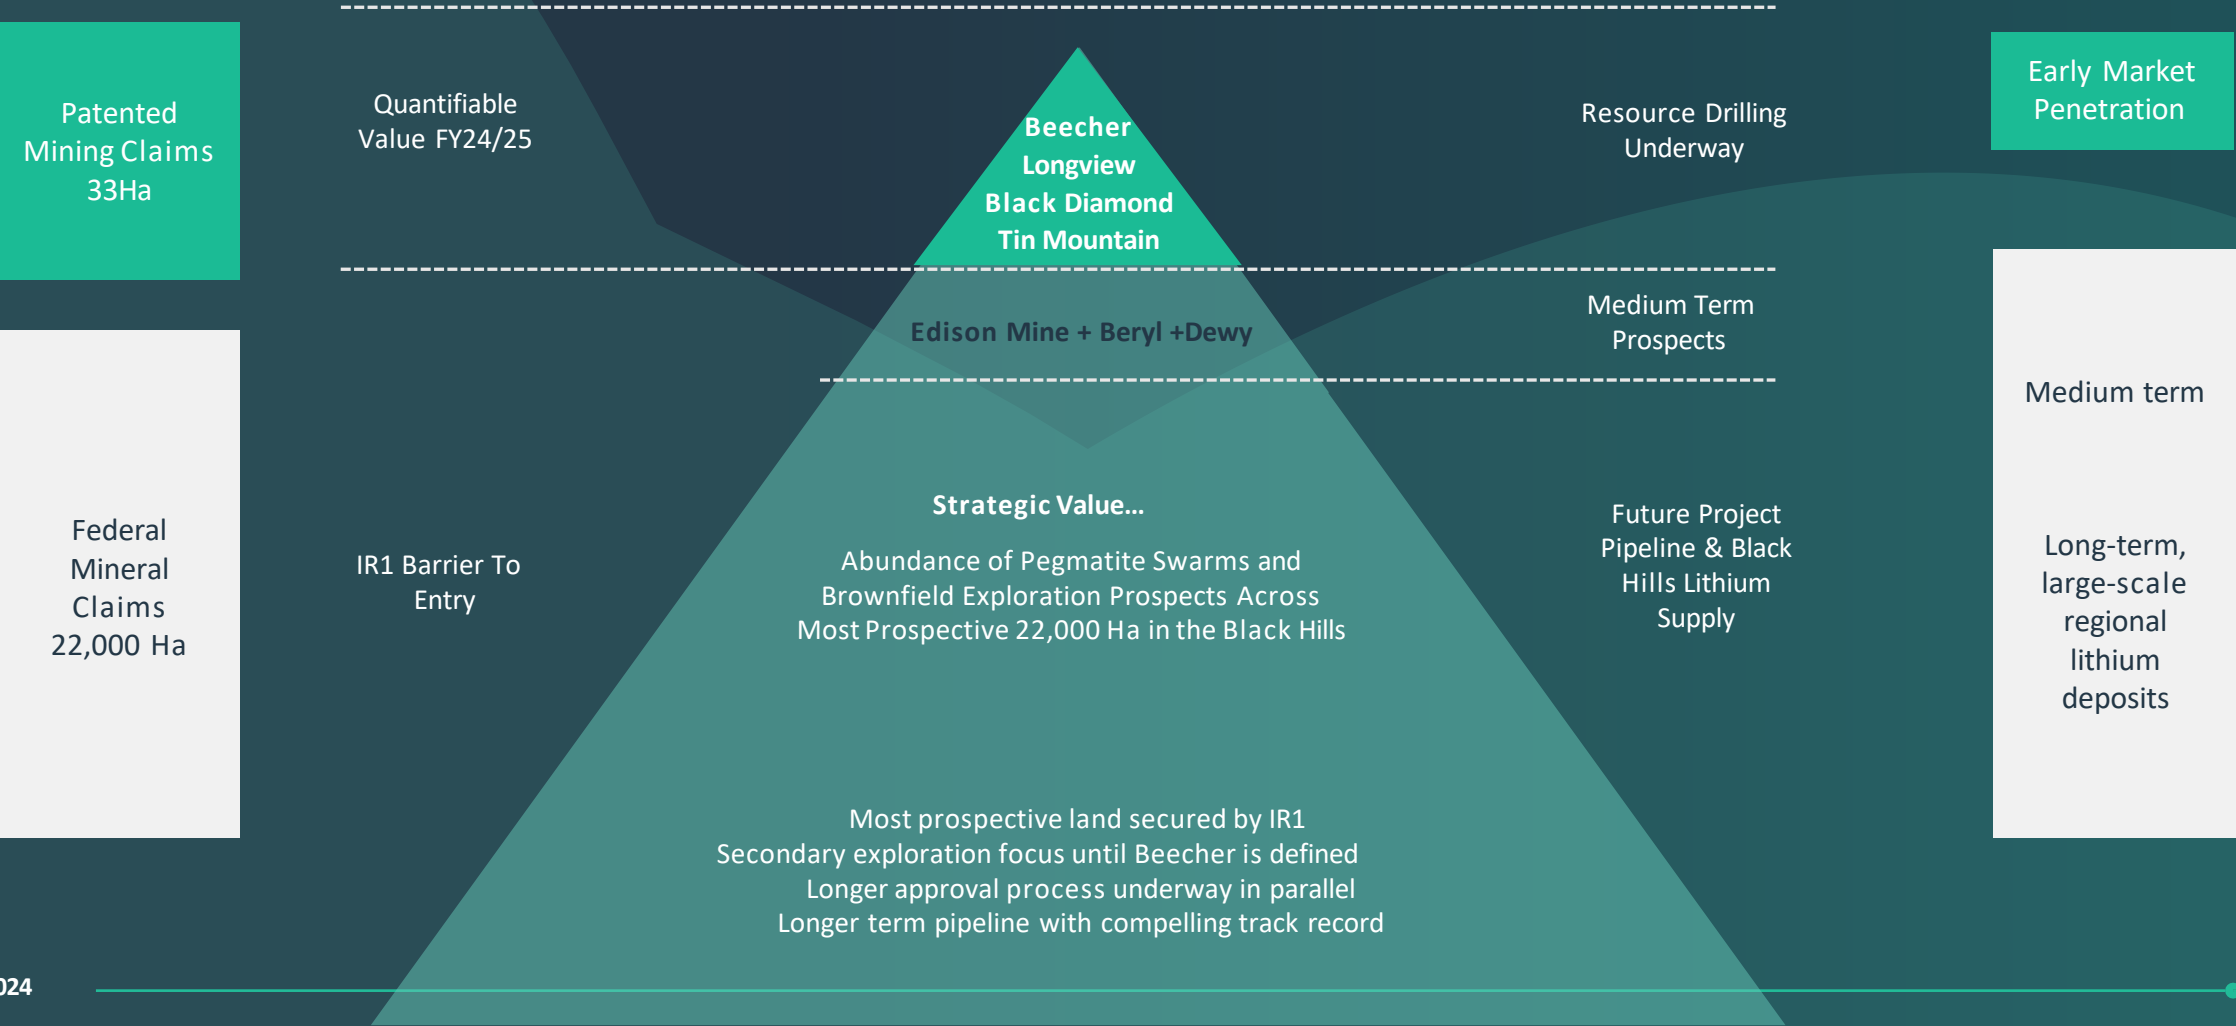 Patented
Mining Claims
33Ha
Quantifiable
Value FY24/25
Beecher
Longview
Black Diamond
Tin Mountain
Resource Drilling
Underway
Early Market
Penetration
Edison Mine + Beryl +Dewy
Medium Term
Prospects
Federal
Mineral
Claims
22,000 Ha
IR1 Barrier To
Entry
Strategic Value...
Abundance of Pegmatite Swarms and
Brownfield Exploration Prospects Across
Most Prospective 22,000 Ha in the Black Hills
Most prospective land secured by IR1
Secondary exploration focus until Beecher is defined
Longer approval process underway in parallel
Longer term pipeline with compelling track record
Future Project
Pipeline & Black
Hills Lithium
Supply
Medium term
Long-term,
large-scale
regional
lithium
deposits
024